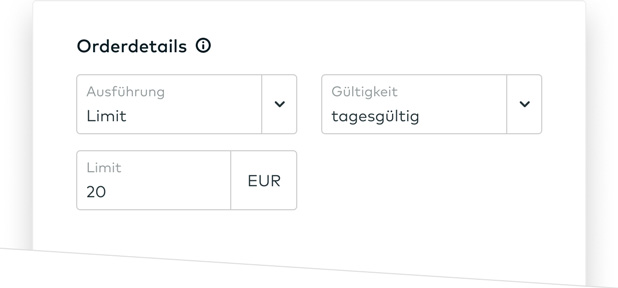 Orderdetails
Ausführung
Limit
Gültigkeit
tagesgültig
Limit
20
EUR